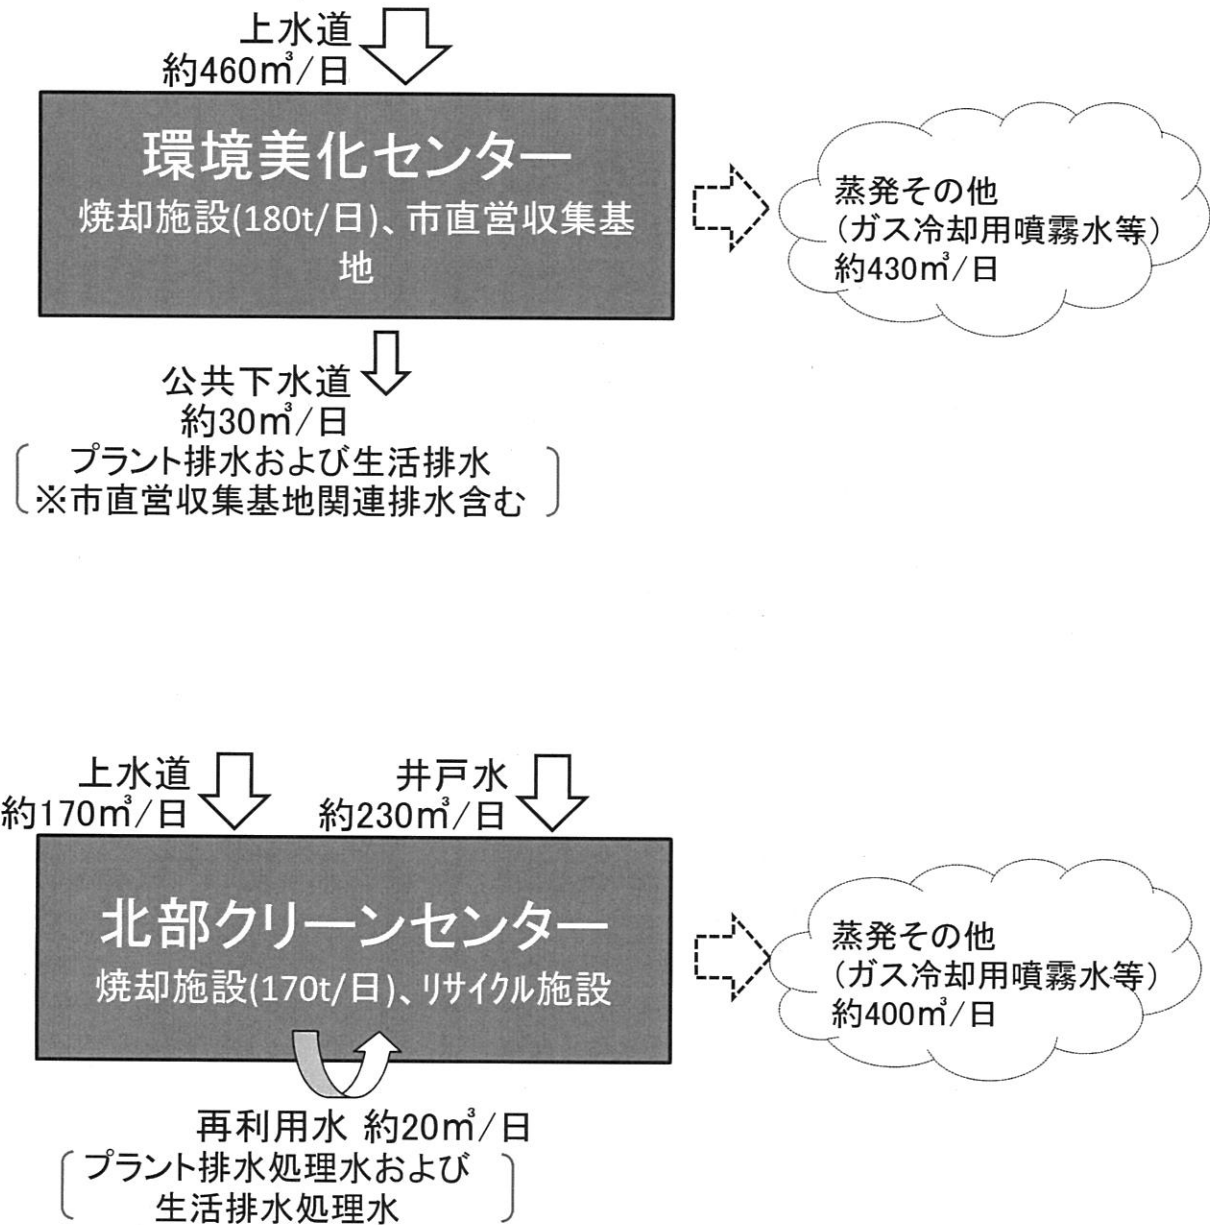 上水道
約460㎥/日
環境美化センター
焼却施設(180t/日)、市直営収集基
地
蒸発その他
(ガス冷却用噴霧水等)
約430㎥/日
公共下水道
約30㎥/日
プラント排水および生活排水
※市直営収集基地関連排水含む
上水道
約170㎥/日
井戸水
約230㎥/日
北部クリーンセンター
焼却施設(170t/日)、リサイクル施設
蒸発その他
(ガス冷却用噴霧水等)
約400㎥/日
再利用水 約20㎥/日
プラント排水処理水および
生活排水処理水